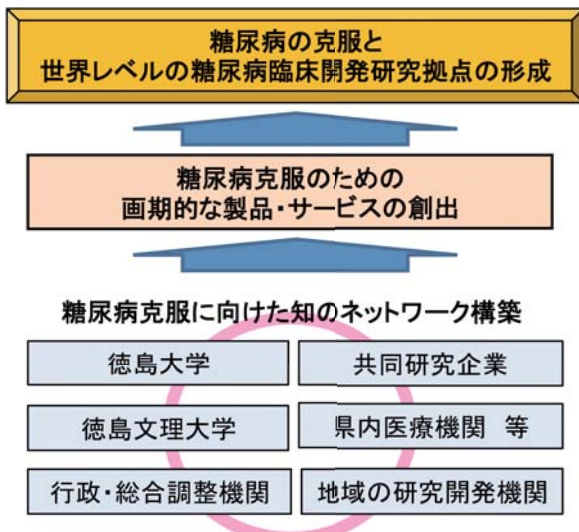 糖尿病の克服と
世界レベルの糖尿病臨床開発研究拠点の形成
糖尿病克服のための
画期的な製品・サービスの創出
糖尿病克服に向けた知のネットワーク構築
徳島大学
共同研究企業
徳島文理大学
県内医療機関 等
行政・総合調整機関
地域の研究開発機関